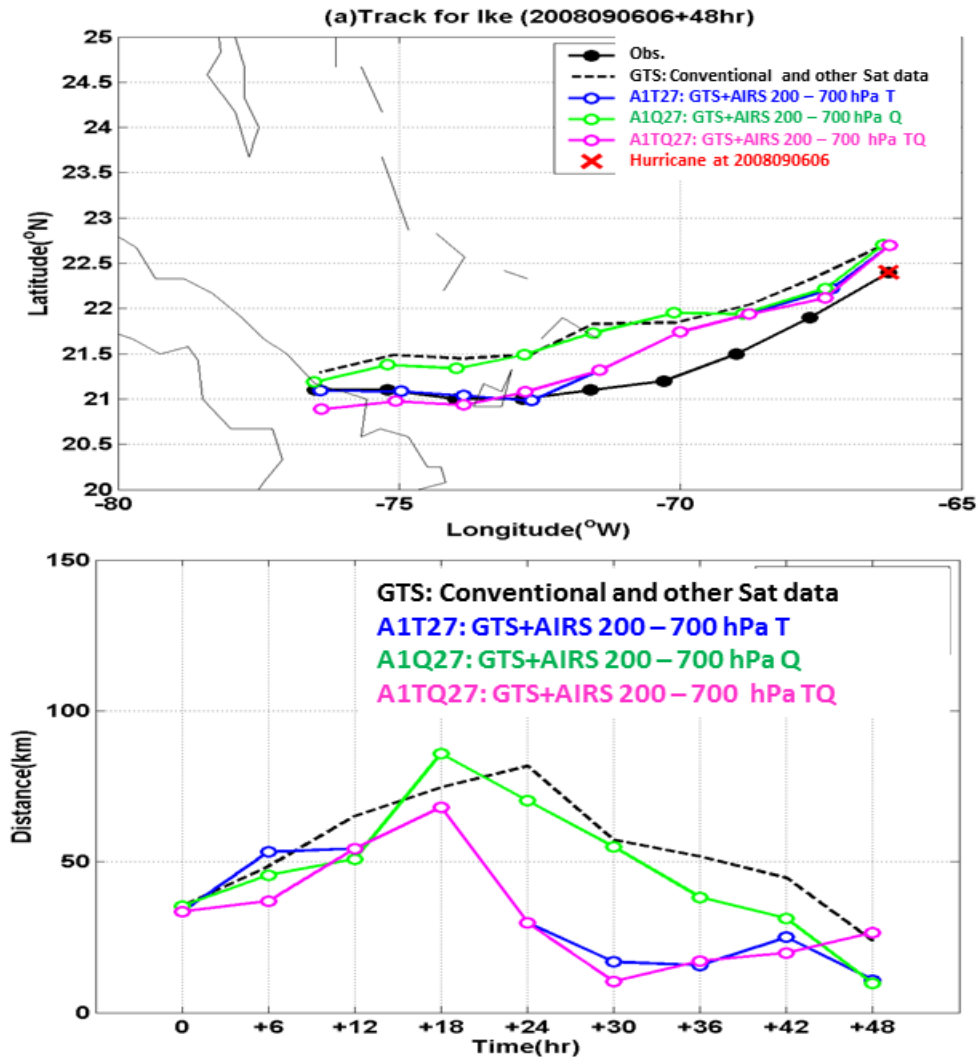 (a)Track for Ike (2008090606+48hr)
25
24.5
24
23.5
23
22.5
22
21.5
21
20.5
20
Latitude(°N)
Obs.
GTS: Conventional and other Sat data
A1T27: GTS+AIRS 200 – 700 hPa T
A1Q27: GTS+AIRS 200 – 700 hPa Q
A1TQ27: GTS+AIRS 200 – 700 hPa TQ
Hurricane at 2008090606
-80 -75 -70 -65
Longitude(°W)
150
100
50
0
Distance(km)
GTS: Conventional and other Sat data
A1T27: GTS+AIRS 200 – 700 hPa T
A1Q27: GTS+AIRS 200 – 700 hPa Q
A1TQ27: GTS+AIRS 200 – 700 hPa TQ
0 +6 +12 +18 +24 +30 +36 +42 +48
Time(hr)